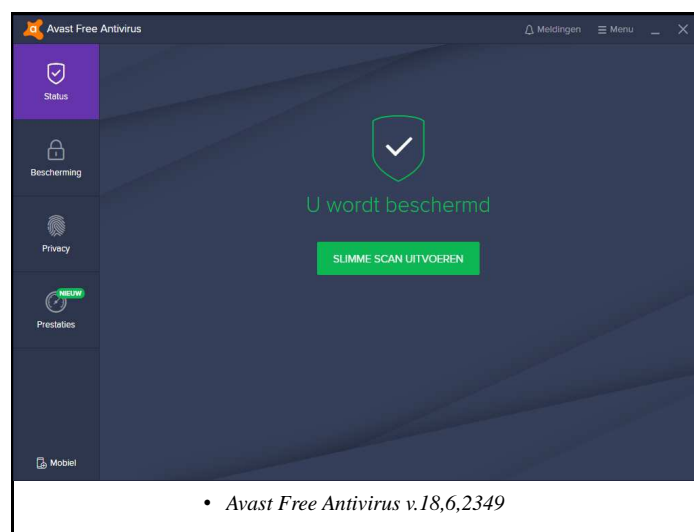 Avast Free Antivirus
Meldingen
Menu
Status
Bescherming
Privacy
NIEUW
Prestaties
Mobiel
U wordt beschermd
SLIMME SCAN UITVOEREN
• Avast Free Antivirus v.18,6,2349